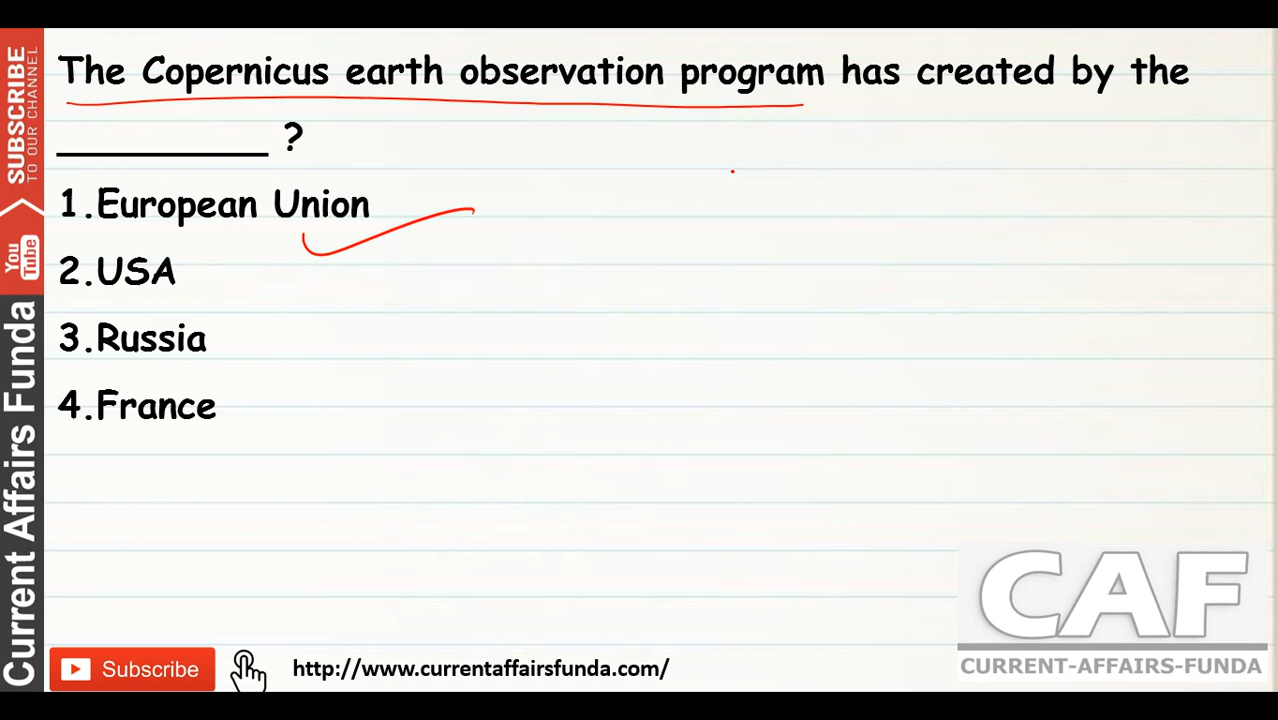 The Copernicus earth observation program has created by the
__________ ?
1.European Union
2.USA
3.Russia
4.France
SUBSCRIBE
TO OUR CHANNEL
You
Tube
Current Affairs Funda
CAF
CURRENT-AFFAIRS-FUNDA
Subscribe
http://www.currentaffairsfunda.com/